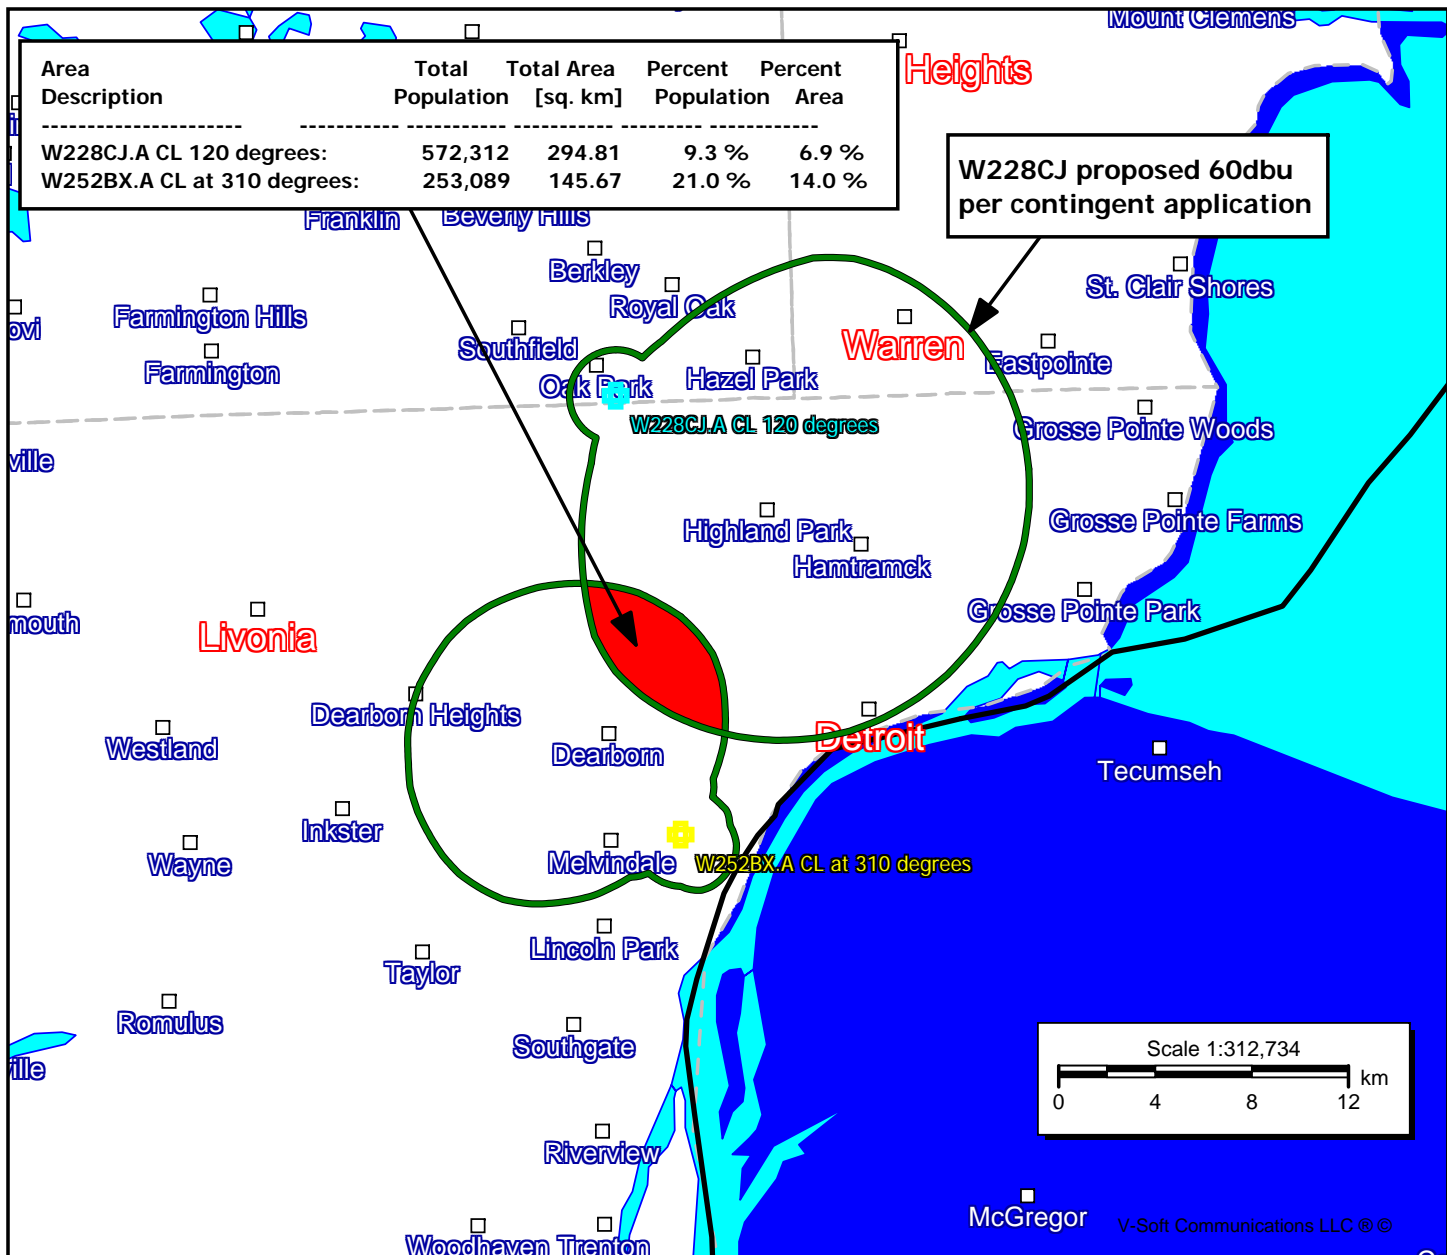 Mount Clemens
Heights
Area Total Total Area Percent Percent
Description Population [sq. km] Population Area
---------------------- ----------- ----------- ----------- --------- ------------
W228CJ.A CL 120 degrees: 572,312 294.81 9.3 % 6.9 %
W252BX.A CL at 310 degrees: 253,089 145.67 21.0 % 14.0 %
W228CJ proposed 60dbu
per contingent application
Franklin
Beverly Hills
Berkley
St. Clair Shores
Royal Oak
Farmington Hills
ovi
Southfield
Warren
Eastpointe
Farmington
Oak Park
Hazel Park
W228CJ.A CL 120 degrees
Grosse Pointe Woods
ville
Highland Park
Grosse Pointe Farms
Hamtramck
Grosse Pointe Park
mouth
Livonia
Dearborn Heights
Westland
Dearborn
Detroit
Tecumseh
Inkster
Wayne
Melvindale
W252BX.A CL at 310 degrees
Lincoln Park
Taylor
Romulus
Southgate
ville
Scale 1:312,734
km
0 4 8 12
Riverview
McGregor
V-Soft Communications LLC ® ©
Woodhaven
Trenton